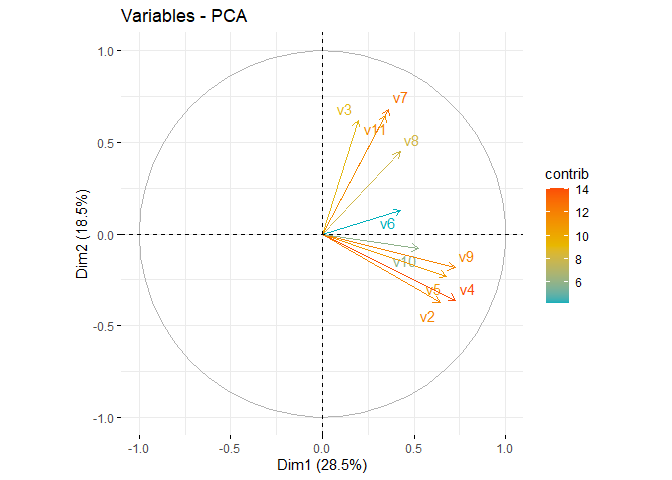 Variables - PCA
1.0
0.5
0.0
-0.5
-1.0
Dim2 (18.5%)
v7
v3
v11
v8
v6
v9
v10
v5
v4
v2
-1.0 -0.5 0.0 0.5 1.0
Dim1 (28.5%)
contrib
14
12
10
8
6